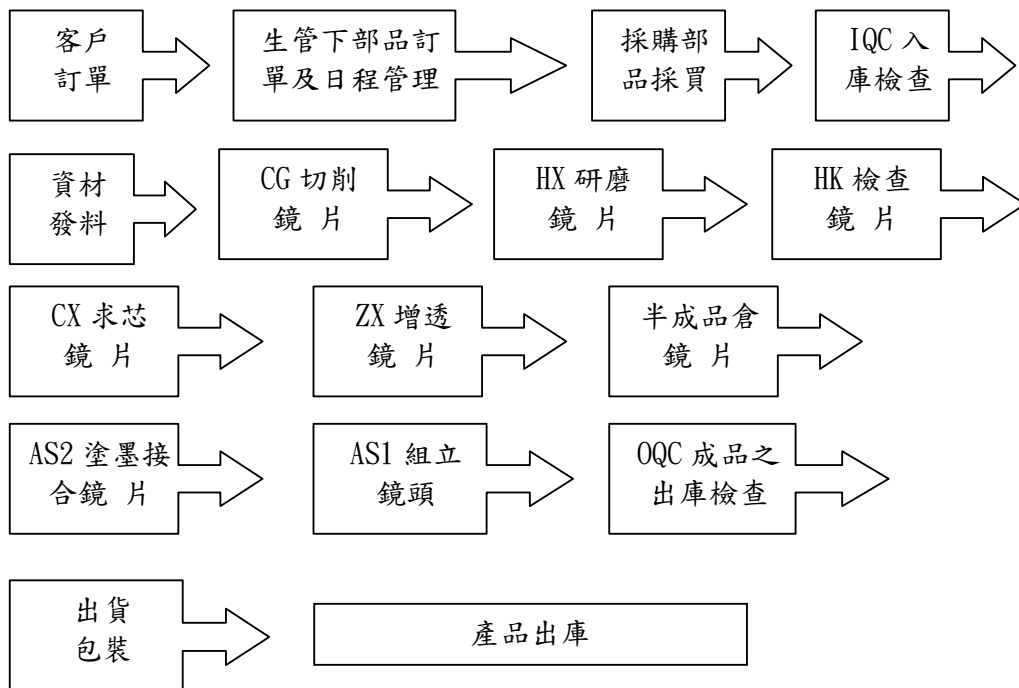 客戶
訂單
生管下部品訂
單及日程管理
採購部
品採買
IQC 入
庫檢查
資材
發料
CG 切削
鏡 片
HX 研磨
鏡 片
HK 檢查
鏡 片
CX 求芯
鏡 片
ZX 增透
鏡 片
半成品倉
鏡 片
AS2 塗墨接
合鏡 片
AS1 組立
鏡頭
OQC 成品之
出庫檢查
出貨
包裝
產品出庫